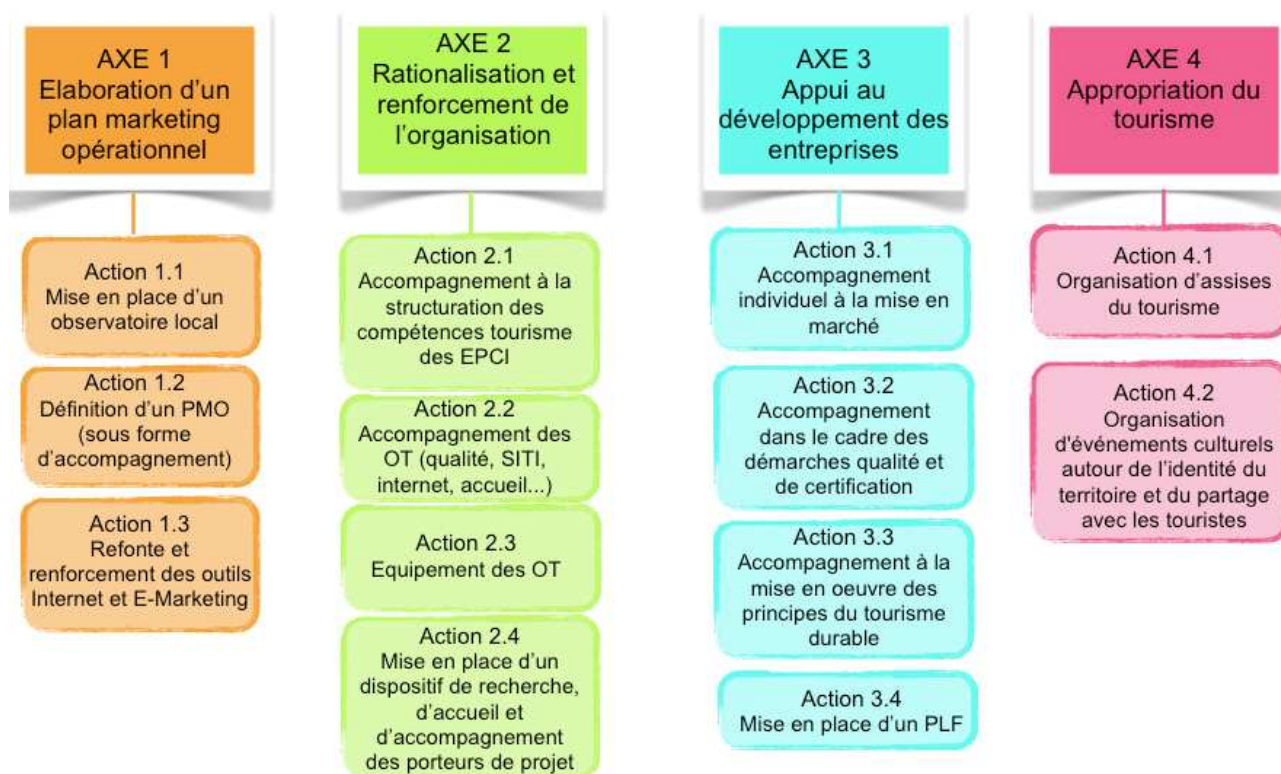 AXE 1
Elaboration d'un
plan marketing
opérationnel
Action 1.1
Mise en place d'un
observatoire local
Action 1.2
Définition d'un PMO
(sous forme
d'accompagnement)
Action 1.3
Refonte et
renforcement des outils
Internet et E-Marketing
AXE 2
Rationalisation et
renforcement de
l'organisation
Action 2.1
Accompagnement à la
structuration des
compétences tourisme
des EPCI
Action 2.2
Accompagnement des
OT (qualité, SITI,
internet, accueil...)
Action 2.3
Equipement des OT
Action 2.4
Mise en place d'un
dispositif de recherche,
d'accueil et
d'accompagnement
des porteurs de projet
AXE 3
Appui au
développement des
entreprises
Action 3.1
Accompagnement
individuel à la mise en
marché
Action 3.2
Accompagnement
dans le cadre des
démarches qualité et
de certification
Action 3.3
Accompagnement à la
mise en oeuvre des
principes du tourisme
durable
Action 3.4
Mise en place d'un PLF
AXE 4
Appropriation du
tourisme
Action 4.1
Organisation d'assises
du tourisme
Action 4.2
Organisation
d'événements culturels
autour de l'identité du
territoire et du partage
avec les touristes